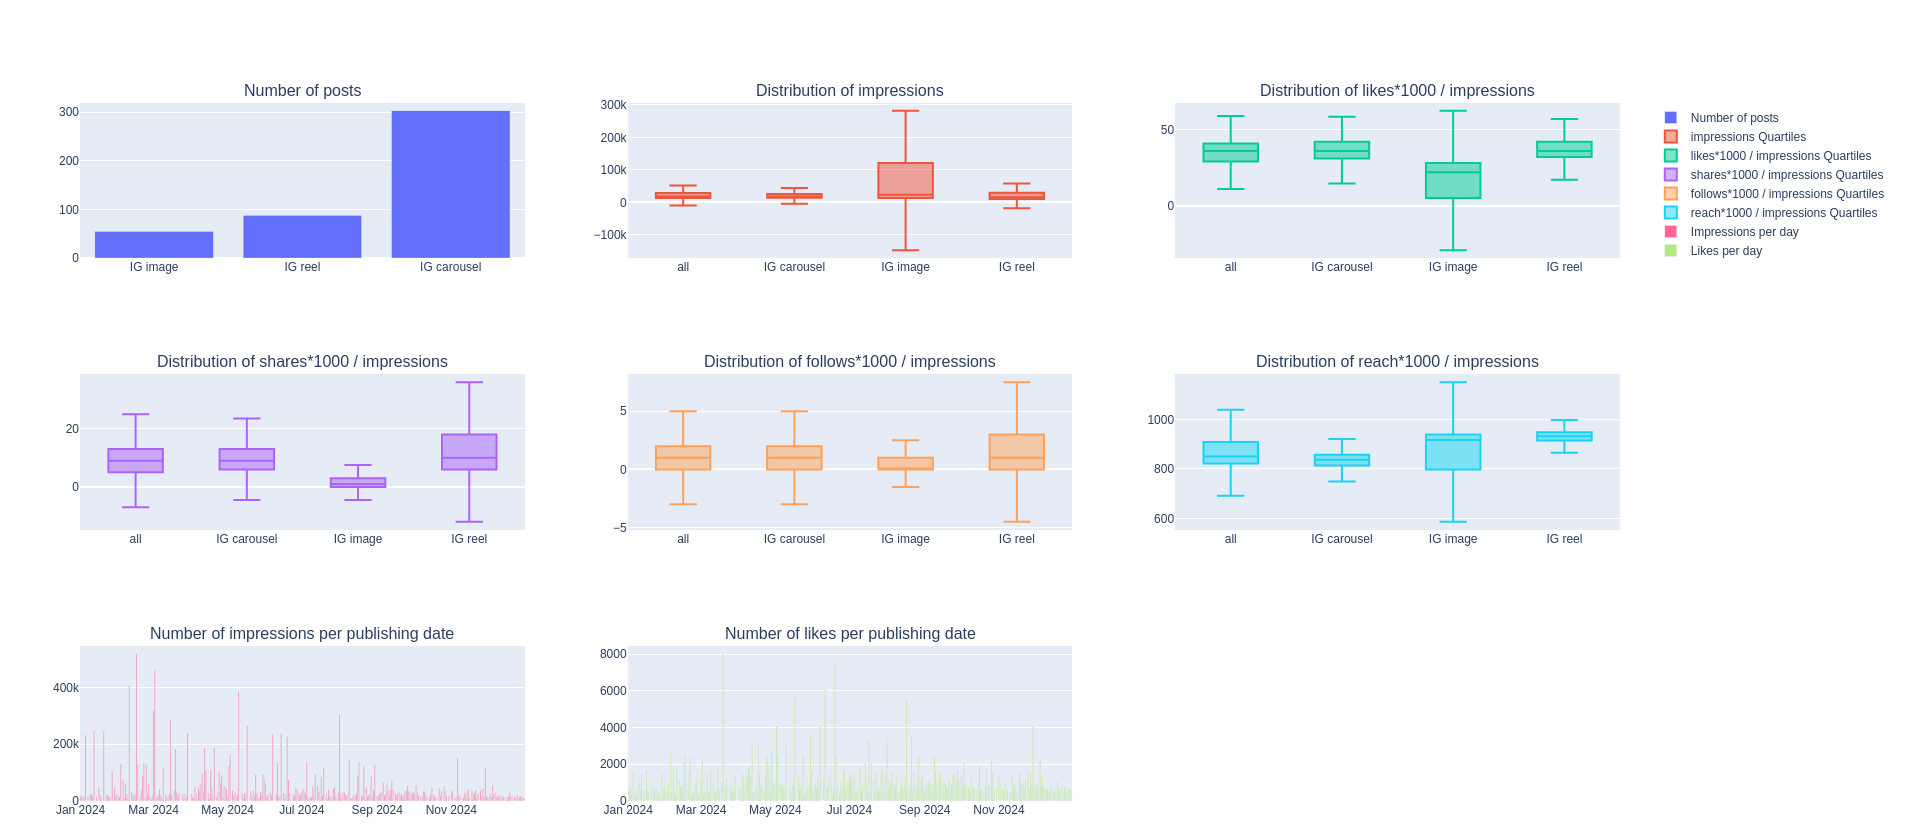 Number of posts
300
200
100
0
IG image
IG reel
IG carousel
Distribution of impressions
300k
200k
100k
0
−100k
all
IG carousel
IG image
IG reel
Distribution of likes*1000 / impressions
50
0
all
IG carousel
IG image
IG reel
Number of posts
impressions Quartiles
likes*1000 / impressions Quartiles
shares*1000 / impressions Quartiles
follows*1000 / impressions Quartiles
reach*1000 / impressions Quartiles
Impressions per day
Likes per day
Distribution of shares*1000 / impressions
20
0
all
IG carousel
IG image
IG reel
Distribution of follows*1000 / impressions
5
0
−5
all
IG carousel
IG image
IG reel
Distribution of reach*1000 / impressions
1000
800
600
all
IG carousel
IG image
IG reel
Number of impressions per publishing date
400k
200k
0
Jan 2024
Mar 2024
May 2024
Jul 2024
Sep 2024
Nov 2024
Number of likes per publishing date
8000
6000
4000
2000
0
Jan 2024
Mar 2024
May 2024
Jul 2024
Sep 2024
Nov 2024